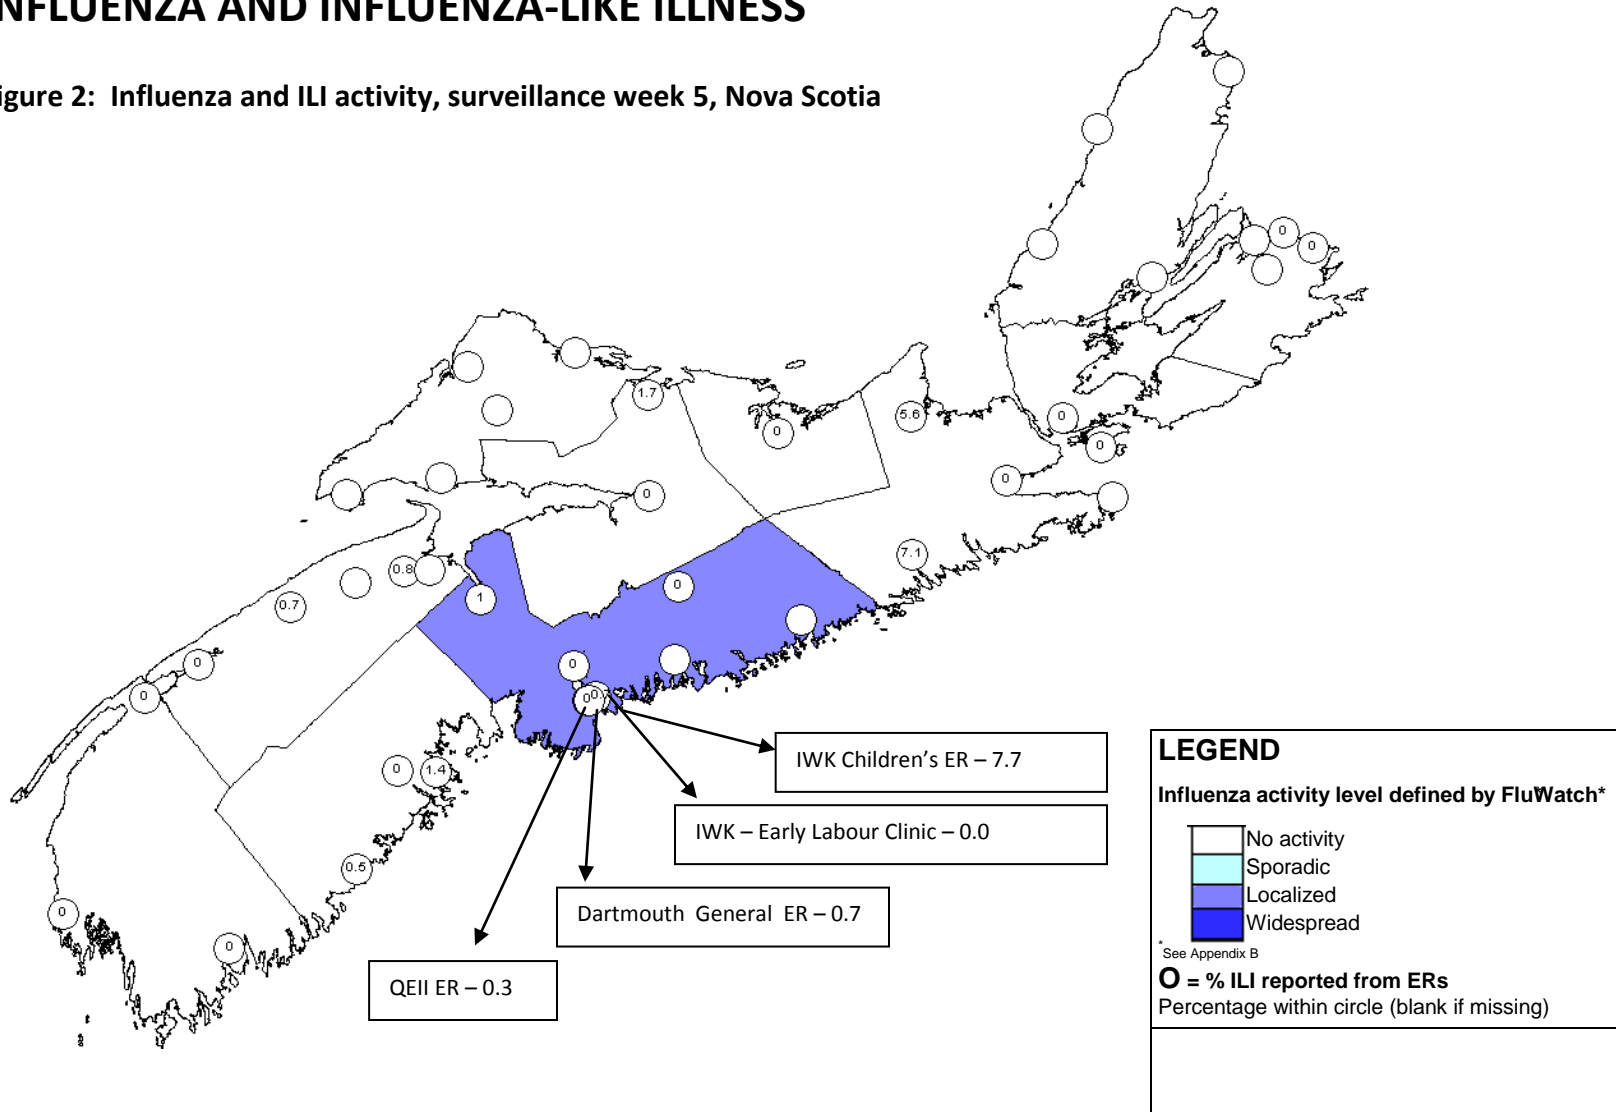 NFLUENZA AND INFLUENZA-LIKE ILLNESS
igure 2: Influenza and ILI activity, surveillance week 5, Nova Scotia
0
0
1.7
5.6
0
0
0
0
0
7.1
0.8
0.7
1
0
0
0
0
0
0.7
0
1.4
0.5
0
0
IWK Children's ER – 7.7
IWK – Early Labour Clinic – 0.0
Dartmouth General ER – 0.7
QEII ER – 0.3
LEGEND
Influenza activity level defined by FluWatch*
No activity
Sporadic
Localized
Widespread
* See Appendix B
O = % ILI reported from ERs
Percentage within circle (blank if missing)